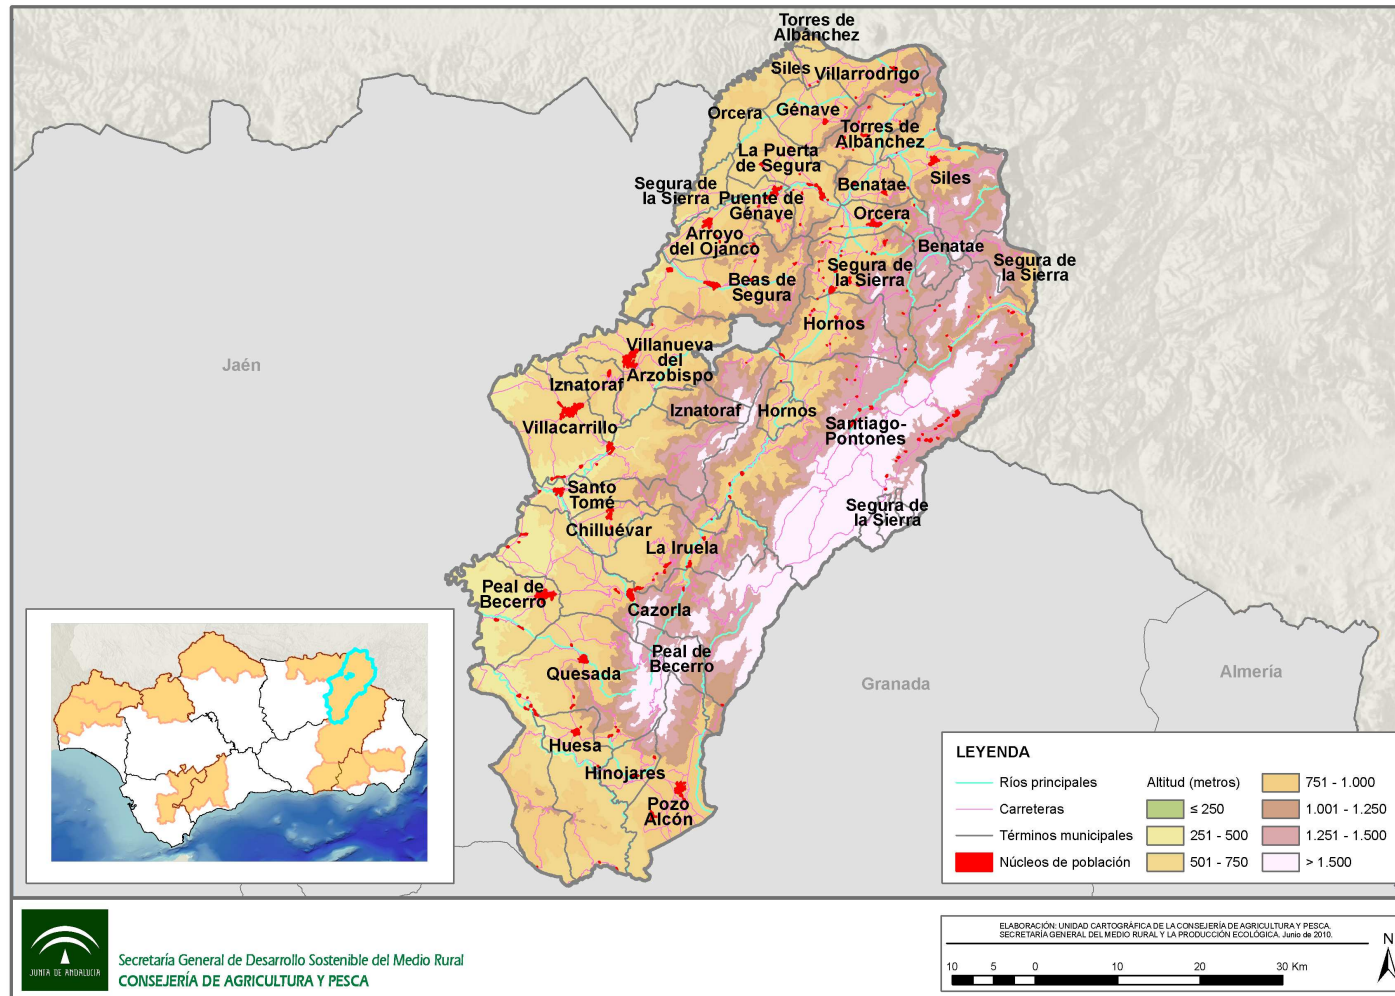 Torres de
Albánchez
Siles
Villarrodrigo
Orcera
Génave
Torres de
Albánchez
La Puerta
de Segura
Siles
Segura de
la Sierra
Puente de
Génave
Benatae
Orcera
Arroyo
del Ojanco
Benatae
Segura de
la Sierra
Segura de
la Sierra
Beas de
Segura
Hornos
Villanueva
del
Arzobispo
Jaén
Iznatoraf
Iznatoraf
Hornos
Villacarrillo
Santiago-
Pontones
Santo
Tomé
Segura de
la Sierra
Chilluévar
La Iruela
Peal de
Becerro
Cazorla
Peal de
Becerro
Quesada
Granada
Almería
Huesa
Hinojares
Pozo
Alcón
LEYENDA
Ríos principales
Carreteras
Términos municipales
Núcleos de población
Altitud (metros)
≤ 250
251 - 500
501 - 750
751 - 1.000
1.001 - 1.250
1.251 - 1.500
> 1.500
JUNTA DE ANDALUCIA
Secretaría General de Desarrollo Sostenible del Medio Rural
CONSEJERÍA DE AGRICULTURA Y PESCA
ELABORACIÓN: UNIDAD CARTOGRÁFICA DE LA CONSEJERÍA DE AGRICULTURA Y PESCA.
SECRETARÍA GENERAL DEL MEDIO RURAL Y LA PRODUCCIÓN ECOLÓGICA. Junio de 2010.
10 5 0 10 20 30 Km
N